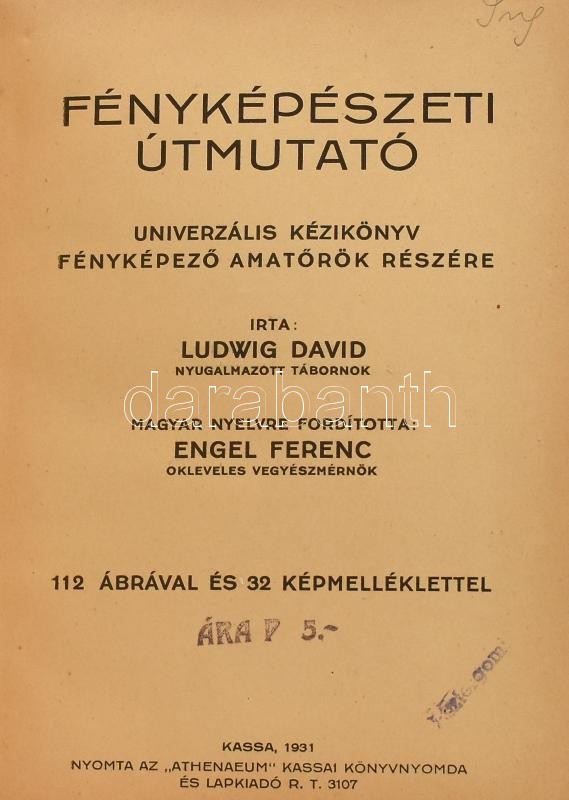 FÉNYKÉPÉSZETI
ÚTMUTATÓ
UNIVERZÁLIS KÉZIKÖNYV
FÉNYKÉPEZŐ AMATŐRÖK RÉSZÉRE
IRTA:
LUDWIG DAVID
NYUGALMAZOTT TÁBORNOK
darabanth
MAGYAR NYELVRE FORDÍTOTTA:
ENGEL FERENC
OKLEVELES VEGYÉSZMÉRNÖK
112 ÁBRÁVAL ÉS 32 KÉPMELLÉKLETTEL
ÁRA P 5.-
KASSA, 1931
NYOMTA AZ „ATHENAEUM" KASSAI KÖNYVNYOMDA
ÉS LAPKIADÓ R. T. 3107